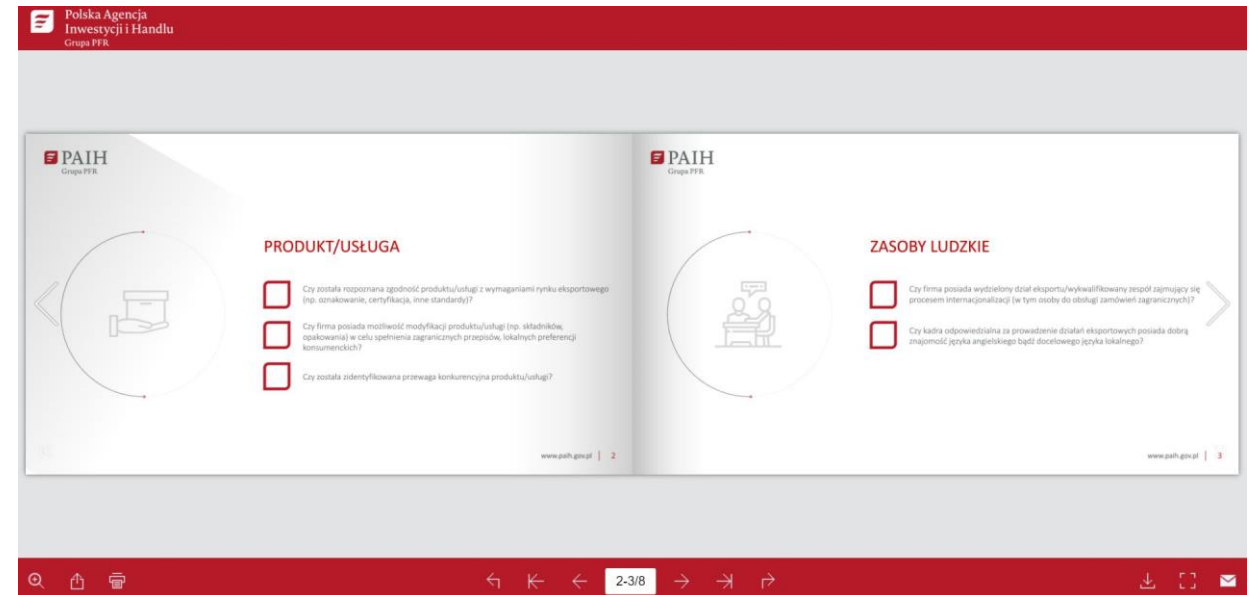 Polska Agencja
Inwestycji i Handlu
Grupa PFR
PAIH
Grupa PFR
PRODUKT/USŁUGA
Czy została rozpoznana zgodność produktu/usługi z wymaganiami rynku eksportowego
(np. oznakowanie, certyfikacja, inne standardy)?
Czy firma posiada możliwość modyfikacji produktu/usługi (np. składników,
opakowania) w celu spełnienia zagranicznych przepisów, lokalnych preferencji
konsumenckich?
Czy została zidentyfikowana przewaga konkurencyjna produktu/usługi?
www.paih.gov.pl | 2
PAIH
Grupa PFR
ZASOBY LUDZKIE
Czy firma posiada wydzielony dział eksportu/wykwalifikowany zespół zajmujący się
procesem internacjonalizacji (w tym osoby do obsługi zamówień zagranicznych)?
Czy kadra odpowiedzialna za prowadzenie działań eksportowych posiada dobrą
znajomość języka angielskiego bądź docelowego języka lokalnego?
www.paih.gov.pl | 3
2-3/8